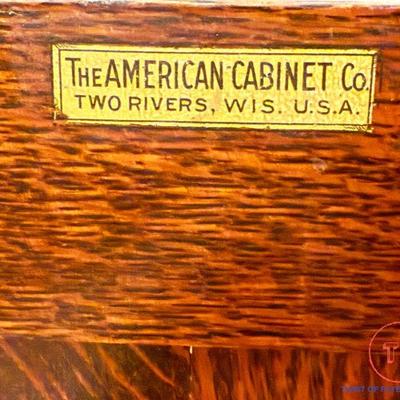 The AMERICAN CABINET Co.
TWO RIVERS, WIS. U.S.A.